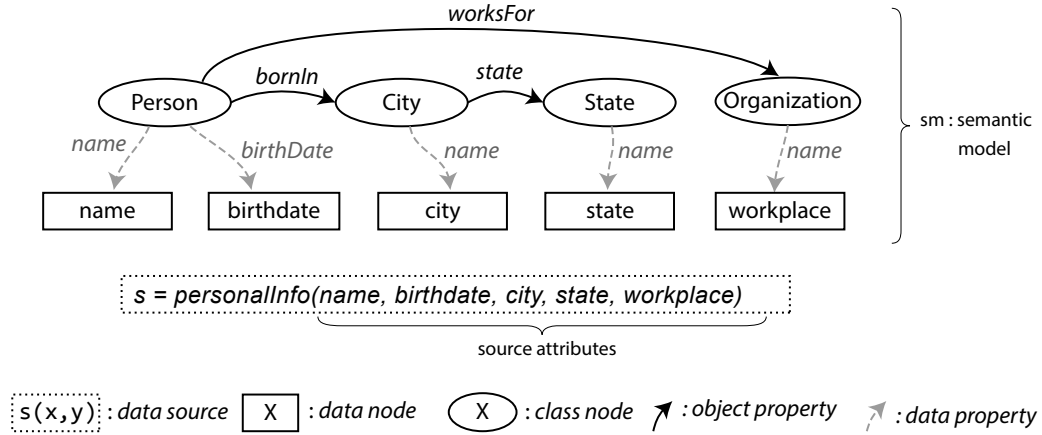 worksFor
bornIn
state
Person
City
State
Organization
sm : semantic
model
name
birthDate
name
name
name
name
birthdate
city
state
workplace
s = personalInfo(name, birthdate, city, state, workplace)
source attributes
s(x,y) : data source X : data node X : class node : object property : data property